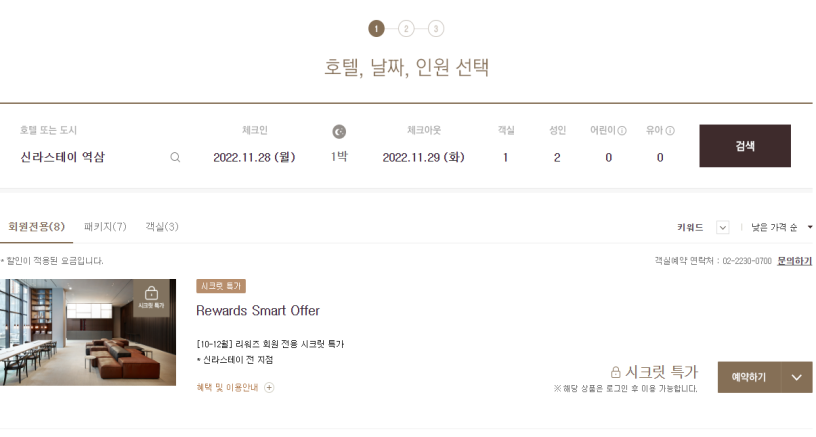 1 2 3
호텔, 날짜, 인원 선택
호텔 또는 도시 체크인 체크아웃 객실 성인 어린이 유아
신라스테이 역삼 2022.11.28 (월) 1박 2022.11.29 (화) 1 2 0 0 검색
회원전용(8) 패키지(7) 객실(3) 키워드 낮은 가격 순
* 할인이 적용된 요금입니다. 객실예약 연락처 : 02-2230-0700 문의하기
시크릿 특가
시크릿 특가
Rewards Smart Offer
[10-12월] 리워즈 회원 전용 시크릿 특가
* 신라스테이 전 지점
시크릿 특가 예약하기
혜택 및 이용안내 ※ 해당 상품은 로그인 후 이용 가능합니다.